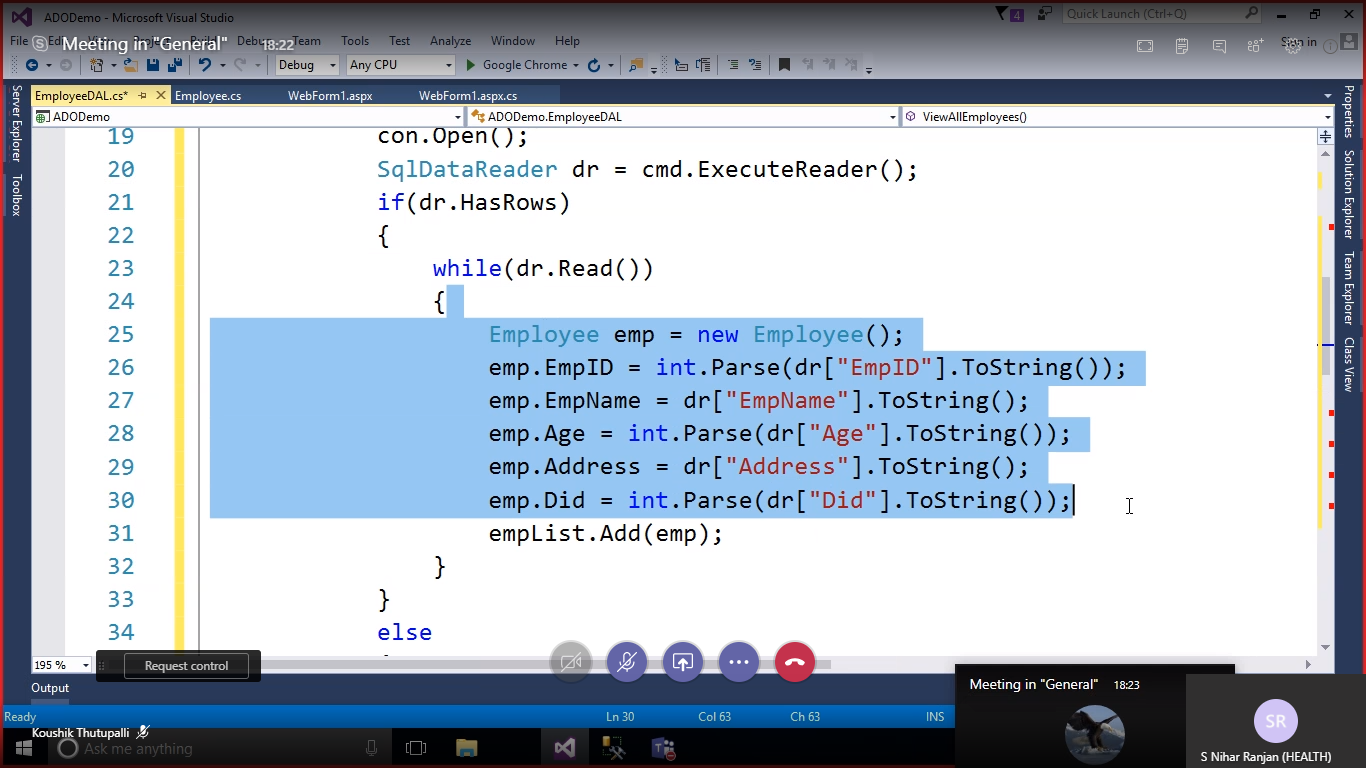 ADODemo - Microsoft Visual Studio
4
Quick Launch (Ctrl+Q)
File
Meeting in "General"
18:22
Debug
Team
Tools
Test
Analyze
Window
Help
Sign in
Debug
Any CPU
Google Chrome
EmployeeDAL.cs*
Employee.cs
WebForm1.aspx
WebForm1.aspx.cs
ADODemo
ADODemo.EmployeeDAL
ViewAllEmployees()
Server Explorer
Toolbox
Properties
Solution Explorer
Team Explorer
Class View
19 con.Open();
20 SqlDataReader dr = cmd.ExecuteReader();
21 if(dr.HasRows)
22 {
23 while(dr.Read())
24 {
25 Employee emp = new Employee();
26 emp.EmpID = int.Parse(dr["EmpID"].ToString());
27 emp.EmpName = dr["EmpName"].ToString();
28 emp.Age = int.Parse(dr["Age"].ToString());
29 emp.Address = dr["Address"].ToString();
30 emp.Did = int.Parse(dr["Did"].ToString());
31 empList.Add(emp);
32 }
33 }
34 else
195 %
Request control
Output
Meeting in "General" 18:23
Ready
Ln 30
Col 63
Ch 63
INS
SR
Koushik Thutupalli
Ask me anything
S Nihar Ranjan (HEALTH)